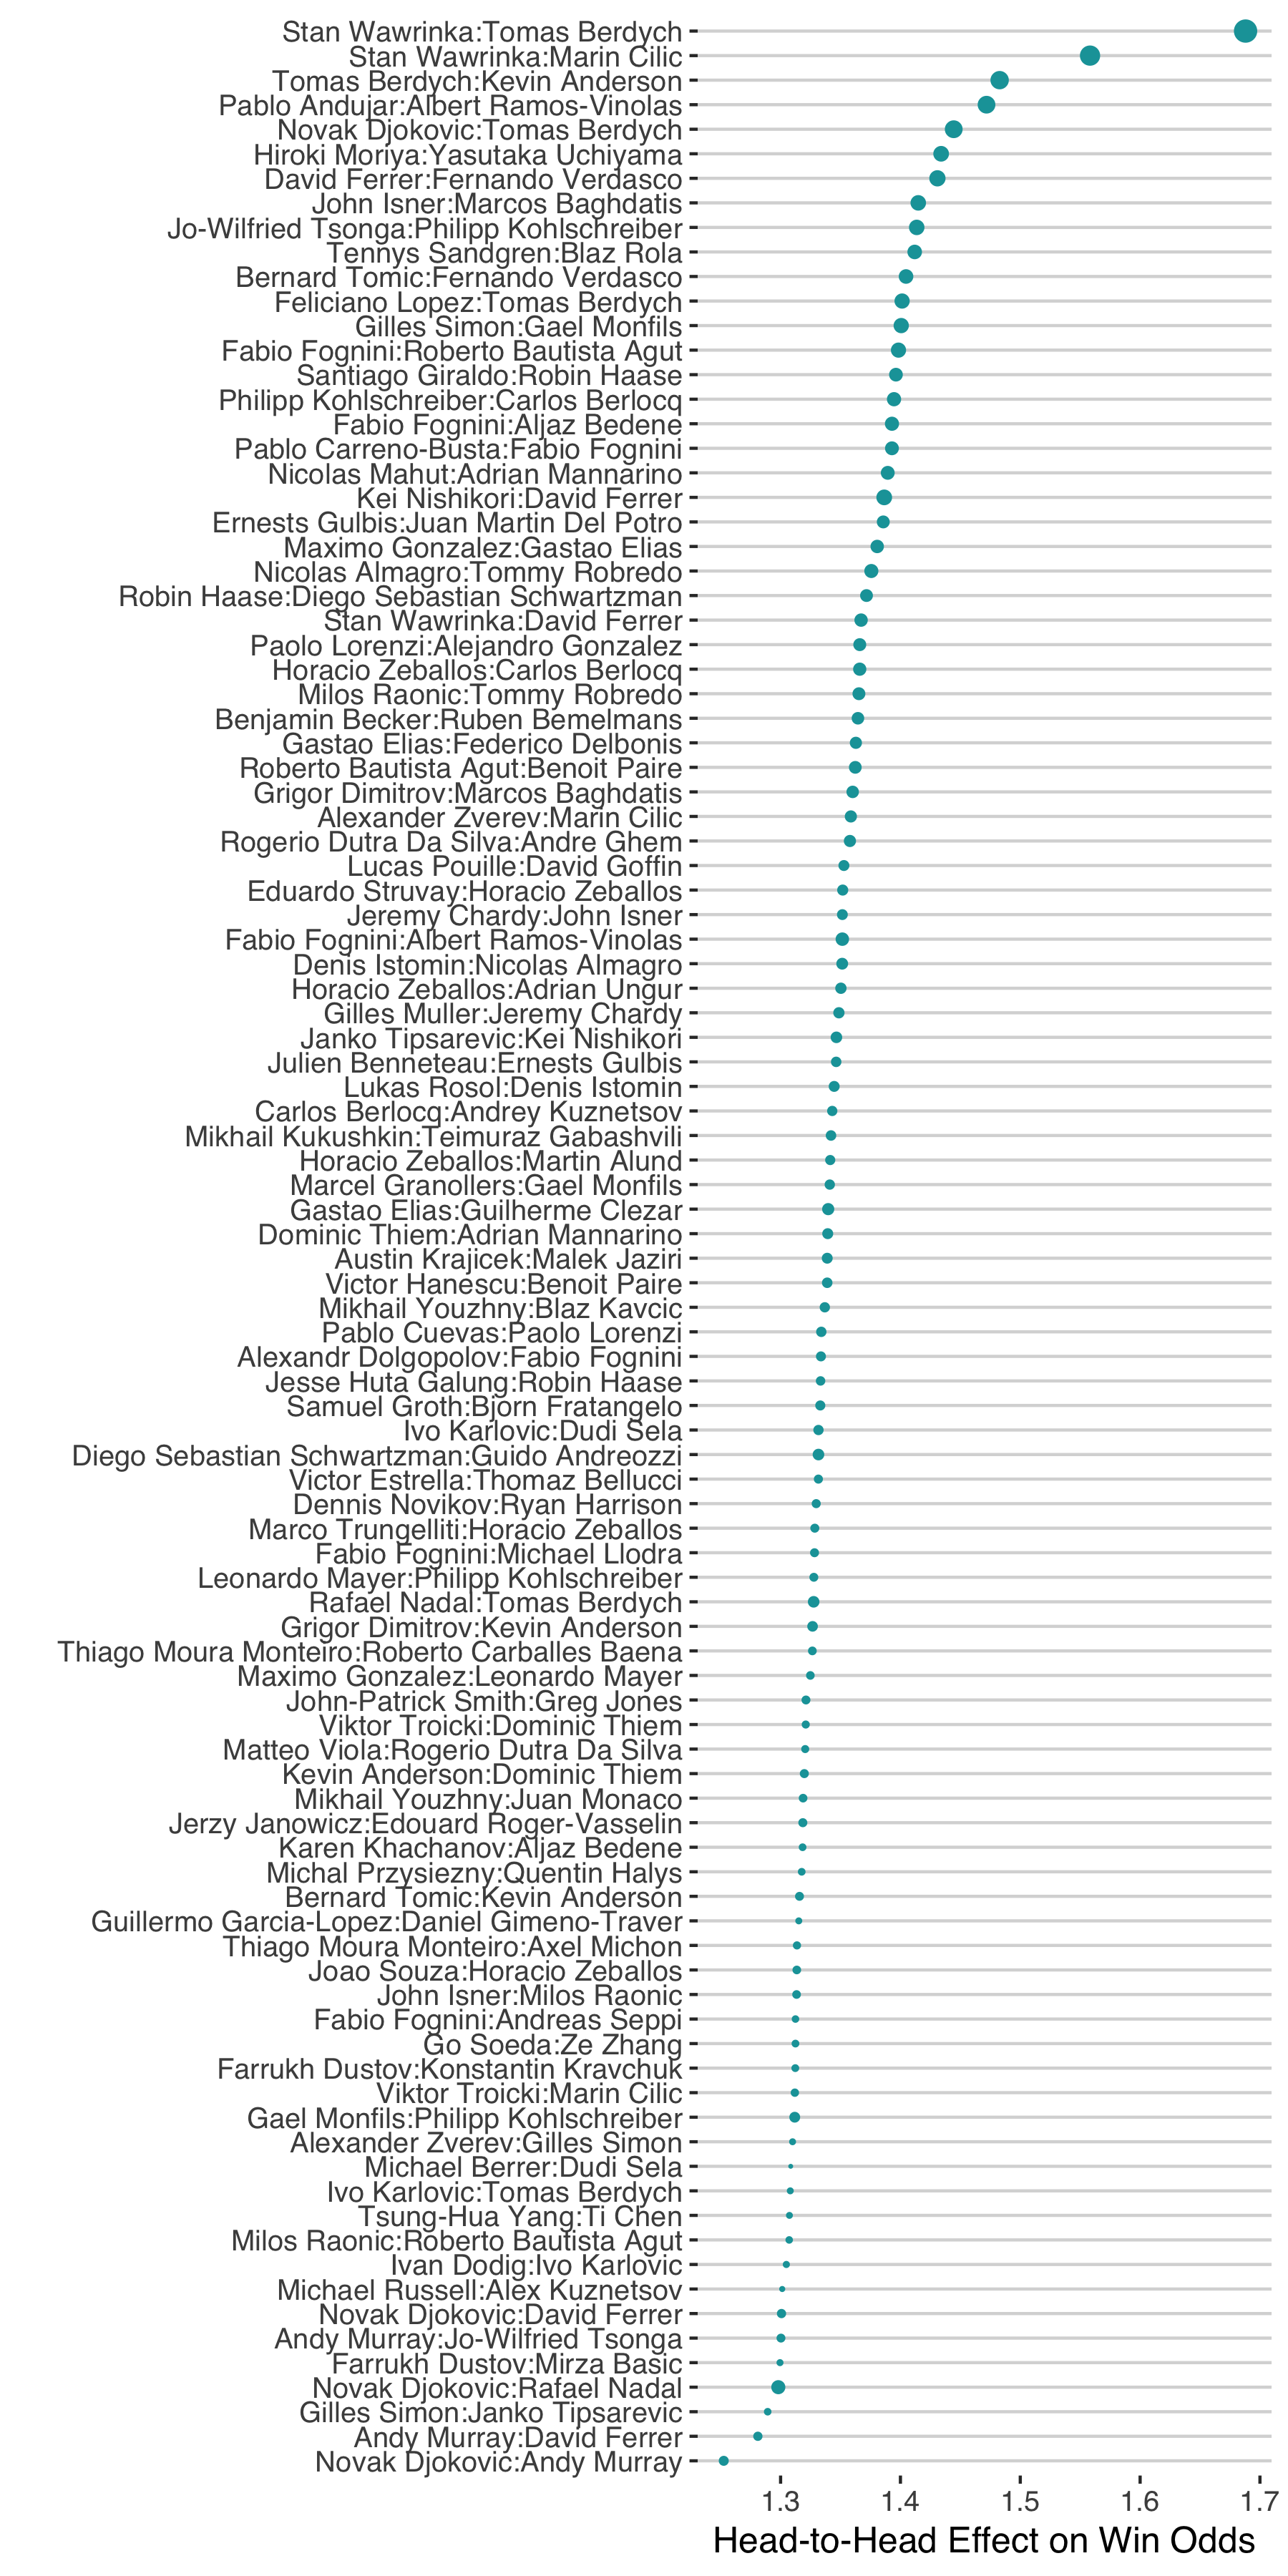 Stan Wawrinka:Tomas Berdych
Stan Wawrinka:Marin Cilic
Tomas Berdych:Kevin Anderson
Pablo Andujar:Albert Ramos-Vinolas
Novak Djokovic:Tomas Berdych
Hiroki Moriya:Yasutaka Uchiyama
David Ferrer:Fernando Verdasco
John Isner:Marcos Baghdatis
Jo-Wilfried Tsonga:Philipp Kohlschreiber
Tennys Sandgren:Blaz Rola
Bernard Tomic:Fernando Verdasco
Feliciano Lopez:Tomas Berdych
Gilles Simon:Gael Monfils
Fabio Fognini:Roberto Bautista Agut
Santiago Giraldo:Robin Haase
Philipp Kohlschreiber:Carlos Berlocq
Fabio Fognini:Aljaz Bedene
Pablo Carreno-Busta:Fabio Fognini
Nicolas Mahut:Adrian Mannarino
Kei Nishikori:David Ferrer
Ernests Gulbis:Juan Martin Del Potro
Maximo Gonzalez:Gastao Elias
Nicolas Almagro:Tommy Robredo
Robin Haase:Diego Sebastian Schwartzman
Stan Wawrinka:David Ferrer
Paolo Lorenzi:Alejandro Gonzalez
Horacio Zeballos:Carlos Berlocq
Milos Raonic:Tommy Robredo
Benjamin Becker:Ruben Bemelmans
Gastao Elias:Federico Delbonis
Roberto Bautista Agut:Benoit Paire
Grigor Dimitrov:Marcos Baghdatis
Alexander Zverev:Marin Cilic
Rogerio Dutra Da Silva:Andre Ghem
Lucas Pouille:David Goffin
Eduardo Struvay:Horacio Zeballos
Jeremy Chardy:John Isner
Fabio Fognini:Albert Ramos-Vinolas
Denis Istomin:Nicolas Almagro
Horacio Zeballos:Adrian Ungur
Gilles Muller:Jeremy Chardy
Janko Tipsarevic:Kei Nishikori
Julien Benneteau:Ernests Gulbis
Lukas Rosol:Denis Istomin
Carlos Berlocq:Andrey Kuznetsov
Mikhail Kukushkin:Teimuraz Gabashvili
Horacio Zeballos:Martin Alund
Marcel Granollers:Gael Monfils
Gastao Elias:Guilherme Clezar
Dominic Thiem:Adrian Mannarino
Austin Krajicek:Malek Jaziri
Victor Hanescu:Benoit Paire
Mikhail Youzhny:Blaz Kavcic
Pablo Cuevas:Paolo Lorenzi
Alexandr Dolgopolov:Fabio Fognini
Jesse Huta Galung:Robin Haase
Samuel Groth:Bjorn Fratangelo
Ivo Karlovic:Dudi Sela
Diego Sebastian Schwartzman:Guido Andreozzi
Victor Estrella:Thomaz Bellucci
Dennis Novikov:Ryan Harrison
Marco Trungelliti:Horacio Zeballos
Fabio Fognini:Michael Llodra
Leonardo Mayer:Philipp Kohlschreiber
Rafael Nadal:Tomas Berdych
Grigor Dimitrov:Kevin Anderson
Thiago Moura Monteiro:Roberto Carballes Baena
Maximo Gonzalez:Leonardo Mayer
John-Patrick Smith:Greg Jones
Viktor Troicki:Dominic Thiem
Matteo Viola:Rogerio Dutra Da Silva
Kevin Anderson:Dominic Thiem
Mikhail Youzhny:Juan Monaco
Jerzy Janowicz:Edouard Roger-Vasselin
Karen Khachanov:Aljaz Bedene
Michal Przysiezny:Quentin Halys
Bernard Tomic:Kevin Anderson
Guillermo Garcia-Lopez:Daniel Gimeno-Traver
Thiago Moura Monteiro:Axel Michon
Joao Souza:Horacio Zeballos
John Isner:Milos Raonic
Fabio Fognini:Andreas Seppi
Go Soeda:Ze Zhang
Farrukh Dustov:Konstantin Kravchuk
Viktor Troicki:Marin Cilic
Gael Monfils:Philipp Kohlschreiber
Alexander Zverev:Gilles Simon
Michael Berrer:Dudi Sela
Ivo Karlovic:Tomas Berdych
Tsung-Hua Yang:Ti Chen
Milos Raonic:Roberto Bautista Agut
Ivan Dodig:Ivo Karlovic
Michael Russell:Alex Kuznetsov
Novak Djokovic:David Ferrer
Andy Murray:Jo-Wilfried Tsonga
Farrukh Dustov:Mirza Basic
Novak Djokovic:Rafael Nadal
Gilles Simon:Janko Tipsarevic
Andy Murray:David Ferrer
Novak Djokovic:Andy Murray
1.3 1.4 1.5 1.6 1.7
Head-to-Head Effect on Win Odds